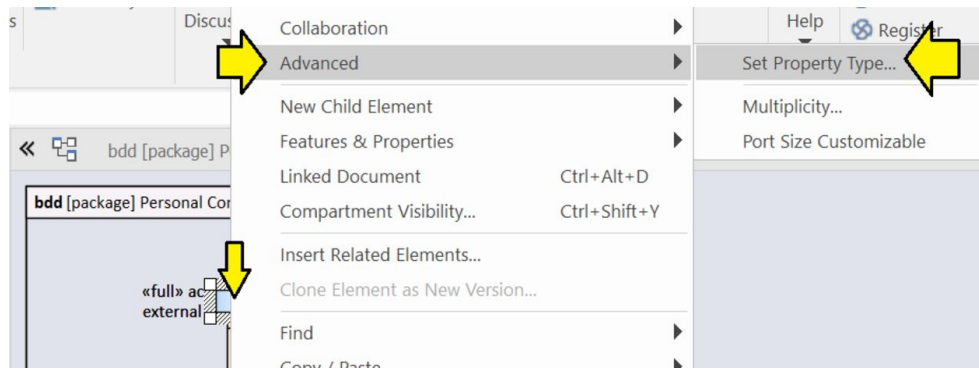 s
Discus
Help
Register
Collaboration
Advanced
Set Property Type...
New Child Element
Multiplicity...
Features & Properties
Port Size Customizable
Linked Document Ctrl+Alt+D
Compartment Visibility... Ctrl+Shift+Y
Insert Related Elements...
Clone Element as New Version...
Find
Copy / Paste
bdd [package] P
bdd [package] Personal Cor
«full» ac
external